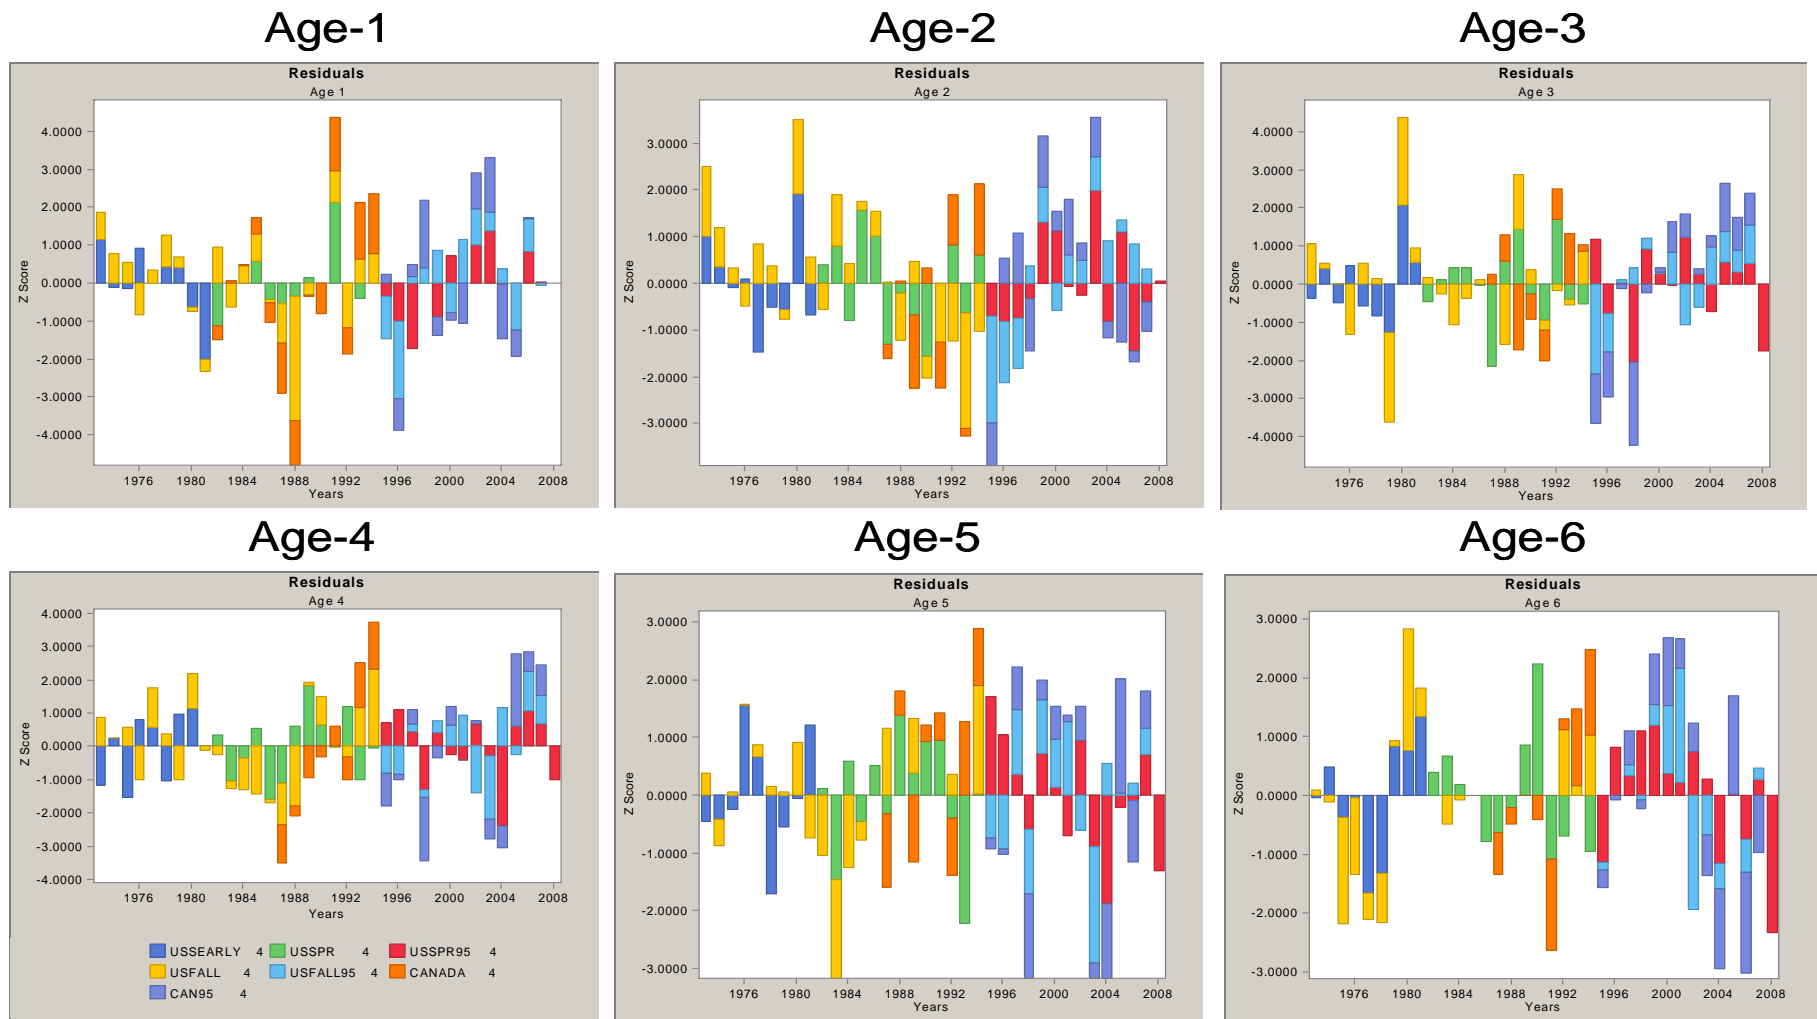 Age-1
Residuals
Age 1
4.0000
3.0000
2.0000
1.0000
0.0000
-1.0000
-2.0000
-3.0000
-4.0000
Z Score
1976 1980 1984 1988 1992 1996 2000 2004 2008
Years
Age-2
Residuals
Age 2
3.0000
2.0000
1.0000
0.0000
-1.0000
-2.0000
-3.0000
Z Score
1976 1980 1984 1988 1992 1996 2000 2004 2008
Years
Age-3
Residuals
Age 3
4.0000
3.0000
2.0000
1.0000
0.0000
-1.0000
-2.0000
-3.0000
-4.0000
Z Score
1976 1980 1984 1988 1992 1996 2000 2004 2008
Years
Age-4
Residuals
Age 4
4.0000
3.0000
2.0000
1.0000
0.0000
-1.0000
-2.0000
-3.0000
-4.0000
Z Score
1976 1980 1984 1988 1992 1996 2000 2004 2008
Years
USSEARLY 4 USSPR 4 USSPR95 4
USFALL 4 USFALL95 4 CANADA 4
CAN95 4
Age-5
Residuals
Age 5
3.0000
2.0000
1.0000
0.0000
-1.0000
-2.0000
-3.0000
Z Score
1976 1980 1984 1988 1992 1996 2000 2004 2008
Years
Age-6
Residuals
Age 6
3.0000
2.0000
1.0000
0.0000
-1.0000
-2.0000
-3.0000
Z Score
1976 1980 1984 1988 1992 1996 2000 2004 2008
Years